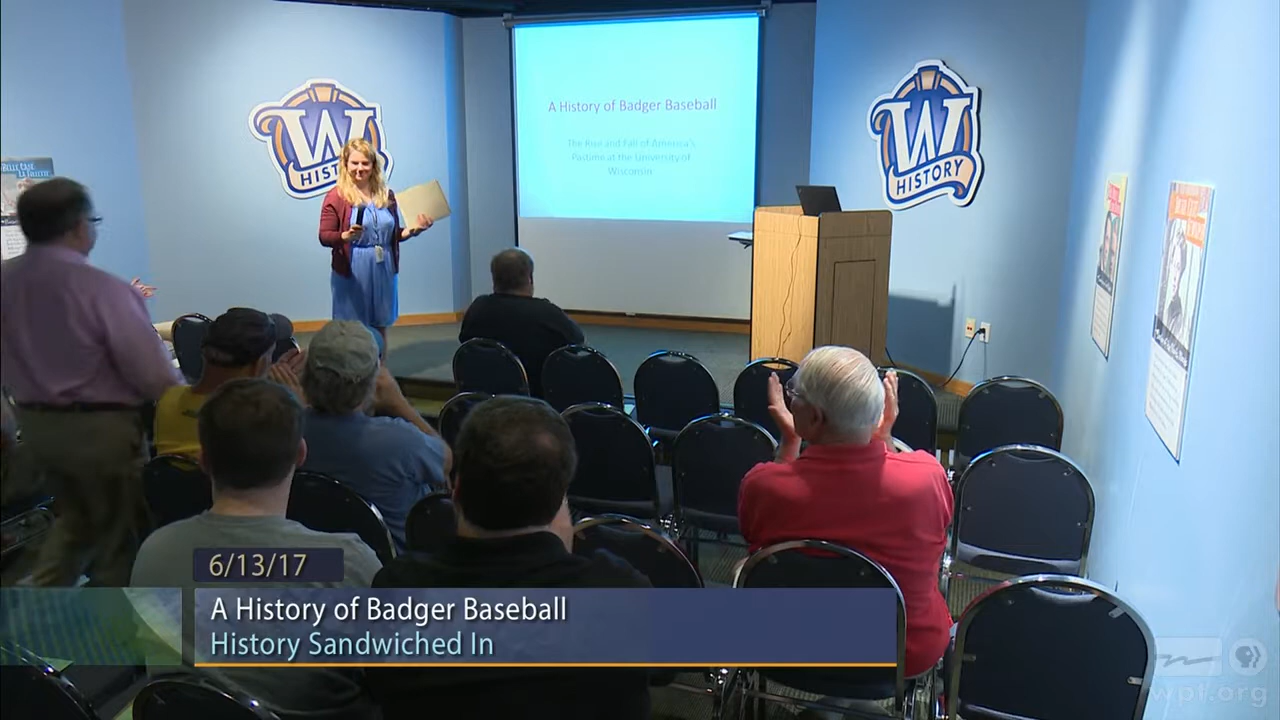 A History of Badger Baseball
The Rise and Fall of America's
Pastime at the University of
Wisconsin
W
HISTORY
W
HISTORY
6/13/17
A History of Badger Baseball
History Sandwiched In
PBS
wpt.org